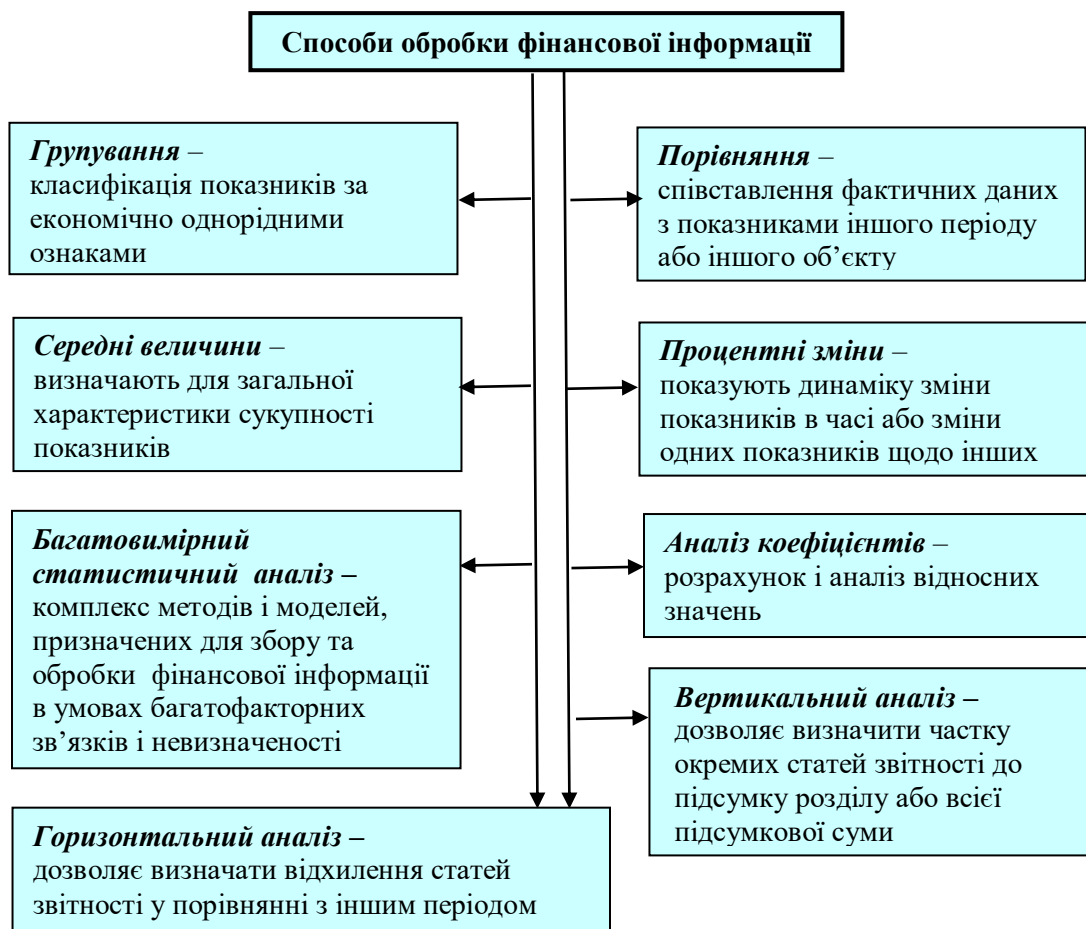 Способи обробки фінансової інформації
Групування –
класифікація показників за
економічно однорідними
ознаками
Порівняння –
співставлення фактичних даних
з показниками іншого періоду
або іншого об’єкту
Середні величини –
визначають для загальної
характеристики сукупності
показників
Процентні зміни –
показують динаміку зміни
показників в часі або зміни
одних показників щодо інших
Багатовимірний
статистичний аналіз –
комплекс методів і моделей,
призначених для збору та
обробки фінансової інформації
в умовах багатофакторних
зв’язків і невизначеності
Аналіз коефіцієнтів –
розрахунок і аналіз відносних
значень
Вертикальний аналіз –
дозволяє визначити частку
окремих статей звітності до
підсумку розділу або всієї
підсумкової суми
Горизонтальний аналіз –
дозволяє визначати відхилення статей
звітності у порівнянні з іншим періодом